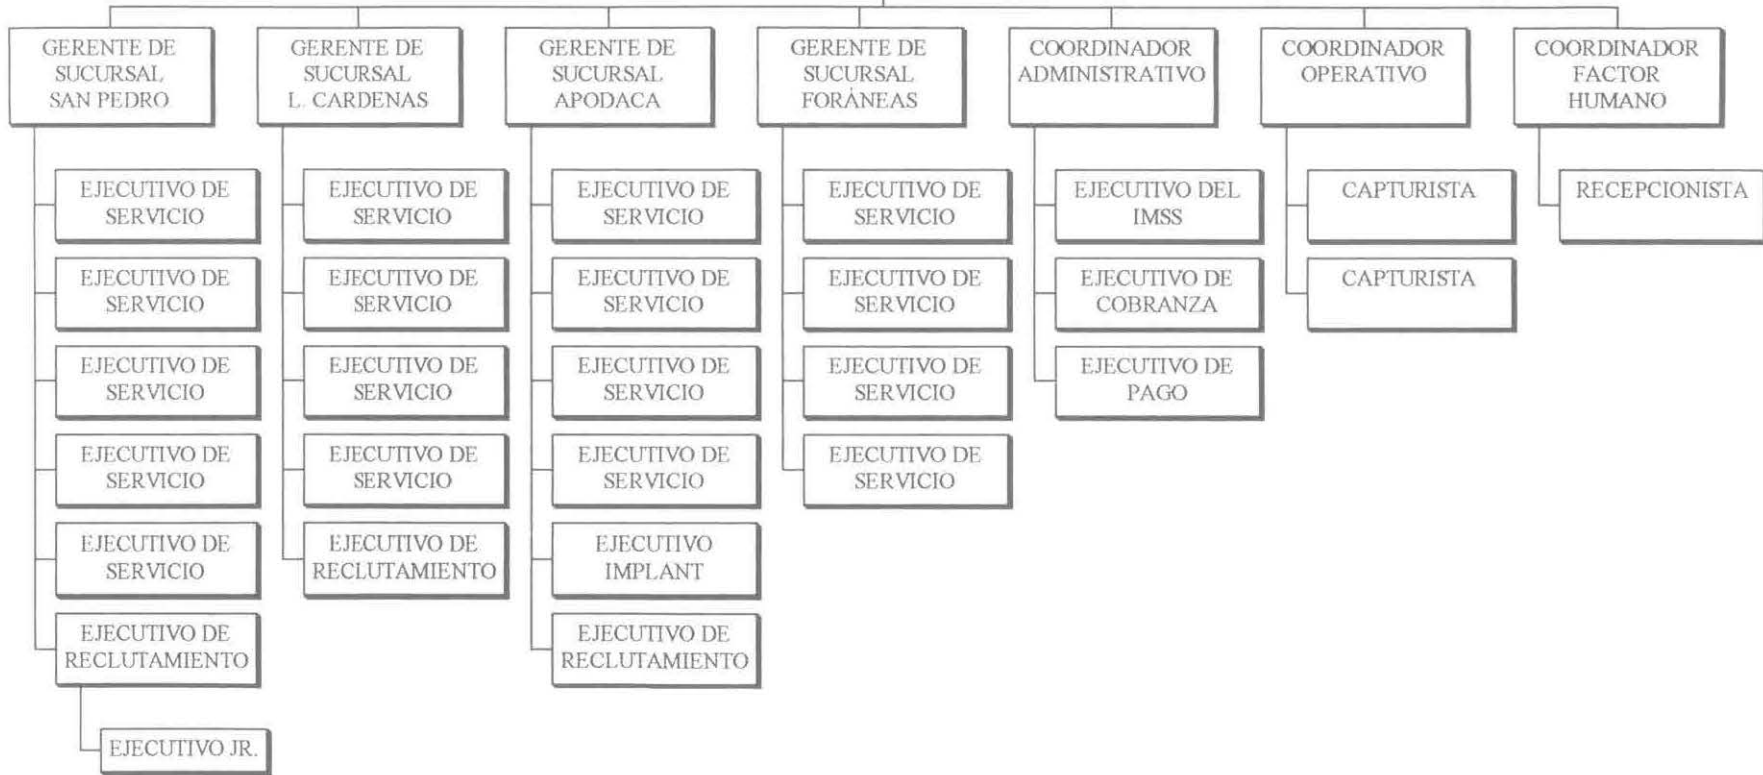 GERENTE DE
SUCURSAL
SAN PEDRO
GERENTE DE
SUCURSAL
L. CARDENAS
GERENTE DE
SUCURSAL
APODACA
GERENTE DE
SUCURSAL
FORÁNEAS
COORDINADOR
ADMINISTRATIVO
COORDINADOR
OPERATIVO
COORDINADOR
FACTOR
HUMANO
EJECUTIVO DE
SERVICIO
EJECUTIVO DE
SERVICIO
EJECUTIVO DE
SERVICIO
EJECUTIVO DE
SERVICIO
EJECUTIVO DE
SERVICIO
EJECUTIVO DE
RECLUTAMIENTO
EJECUTIVO JR.
EJECUTIVO DE
SERVICIO
EJECUTIVO DE
SERVICIO
EJECUTIVO DE
SERVICIO
EJECUTIVO DE
SERVICIO
EJECUTIVO DE
RECLUTAMIENTO
EJECUTIVO DE
SERVICIO
EJECUTIVO DE
SERVICIO
EJECUTIVO DE
SERVICIO
EJECUTIVO DE
SERVICIO
EJECUTIVO
IMPLANT
EJECUTIVO DE
RECLUTAMIENTO
EJECUTIVO DE
SERVICIO
EJECUTIVO DE
SERVICIO
EJECUTIVO DE
SERVICIO
EJECUTIVO DE
SERVICIO
EJECUTIVO DEL
IMSS
EJECUTIVO DE
COBRANZA
EJECUTIVO DE
PAGO
CAPTURISTA
CAPTURISTA
RECEPCIONISTA